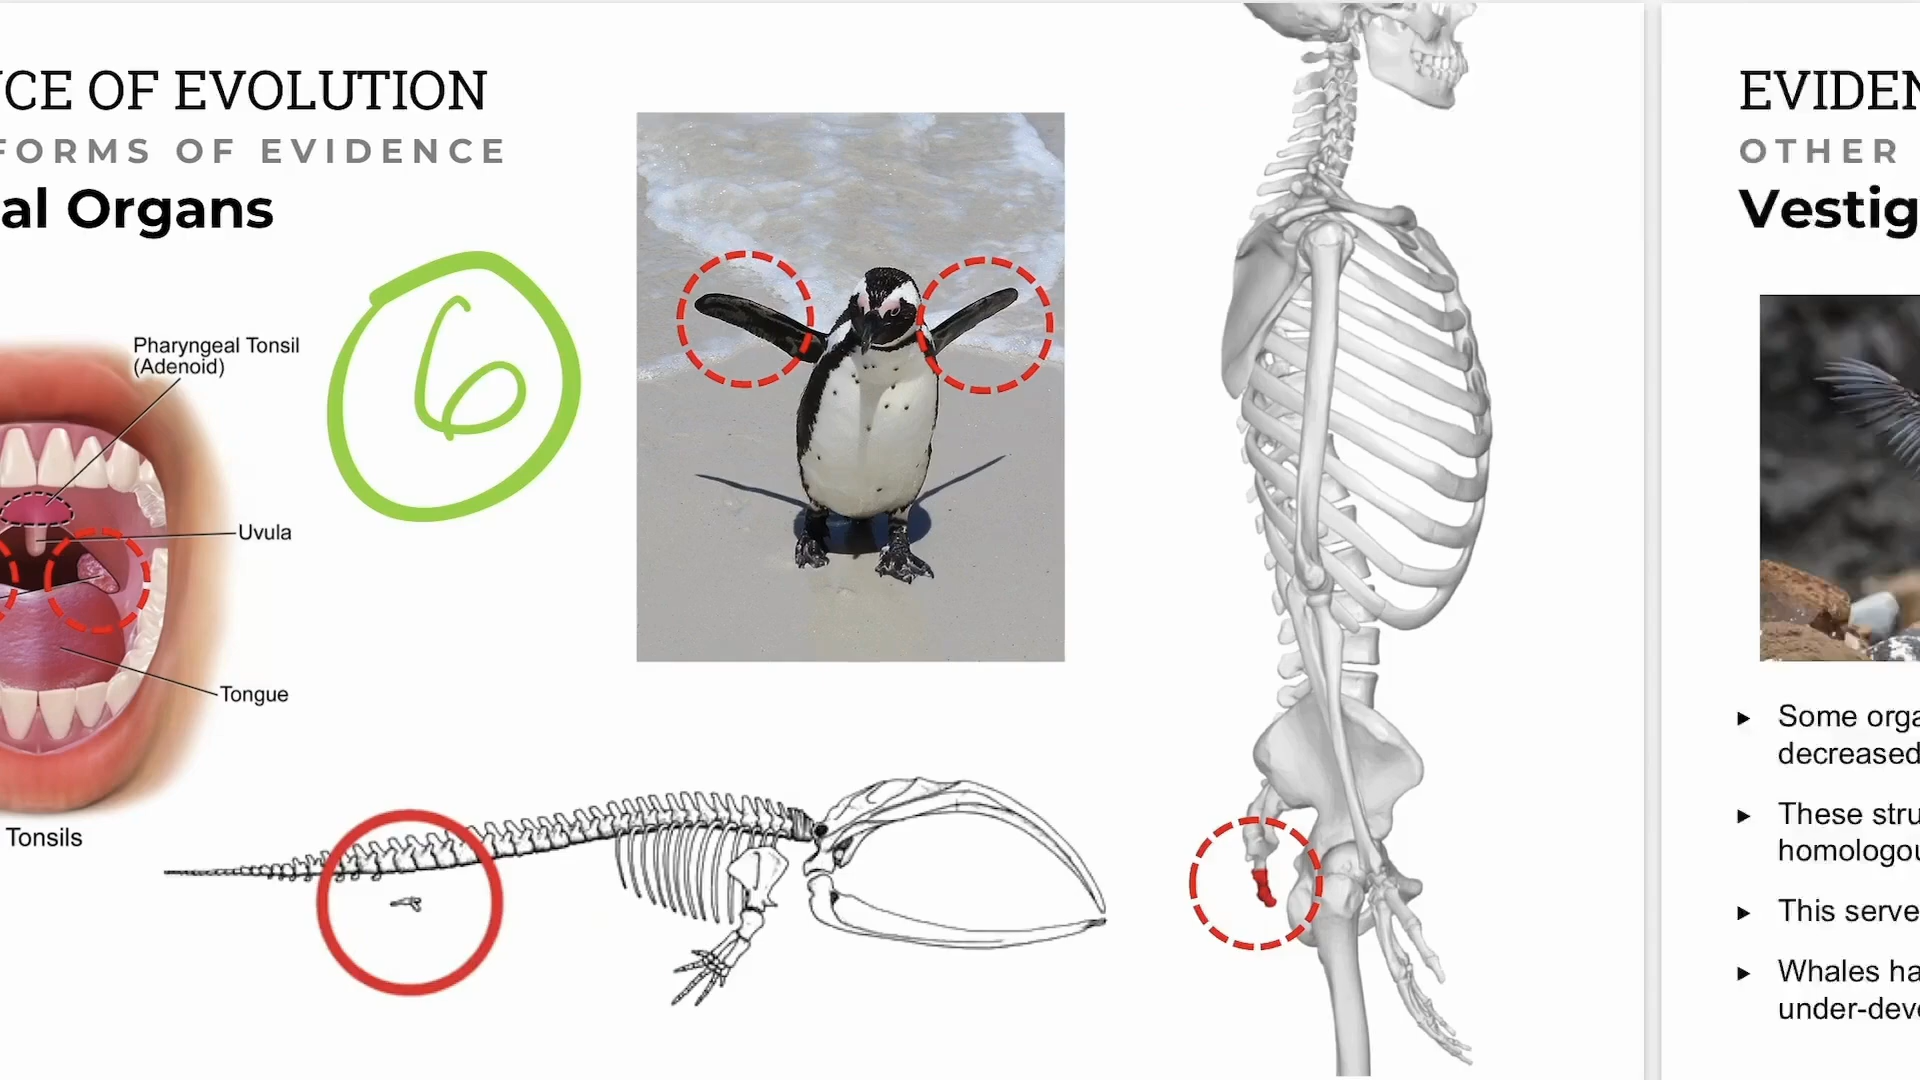 NCE OF EVOLUTION
FORMS OF EVIDENCE
al Organs
6
Pharyngeal Tonsil
(Adenoid)
Uvula
Tongue
Tonsils
EVIDEN
OTHER
Vestig
Some orga
decreased
These stru
homologou
This serve
Whales ha
under-deve